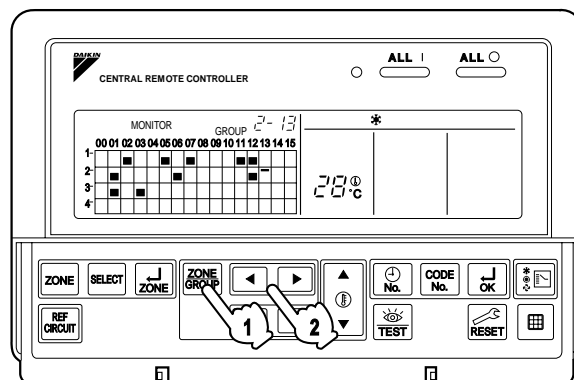 DAIKIN
CENTRAL REMOTE CONTROLLER
ALL I
ALL O
MONITOR GROUP 2-13
00 01 02 03 04 05 06 07 08 09 10 11 12 13 14 15
1-
2-
3-
4-
28 °C
ZONE
SELECT
ZONE
ZONE
GROUP
No.
CODE
No.
OK
REF
CIRCUIT
1
2
TEST
RESET